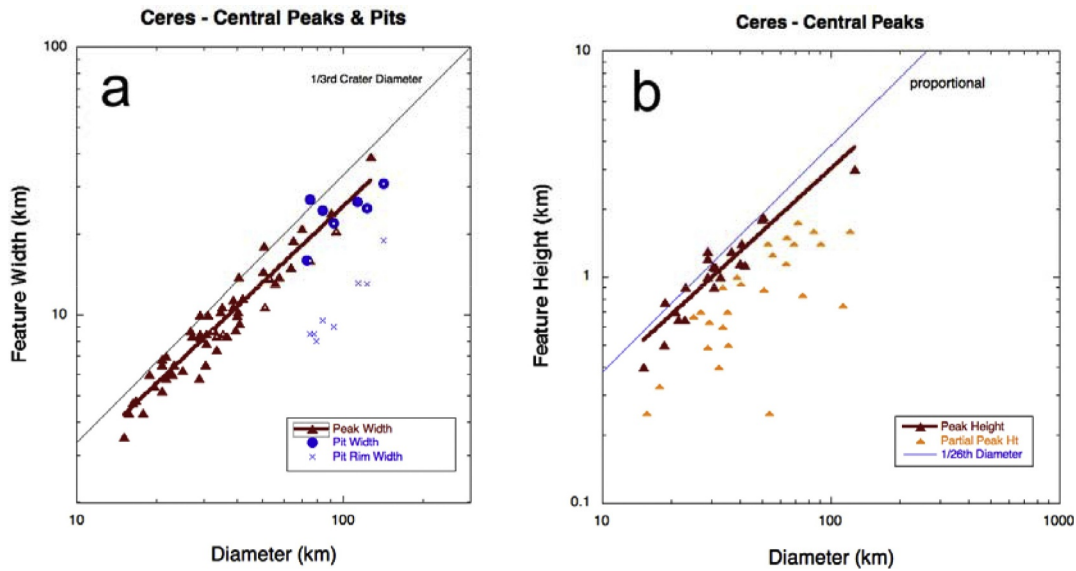 Ceres - Central Peaks & Pits
100
a
1/3rd Crater Diameter
Feature Width (km)
10
Peak Width
Pit Width
Pit Rim Width
10
100
Diameter (km)
Ceres - Central Peaks
10
b
proportional
Feature Height (km)
1
Peak Height
Partial Peak Ht
1/26th Diameter
0.1
10
100
1000
Diameter (km)